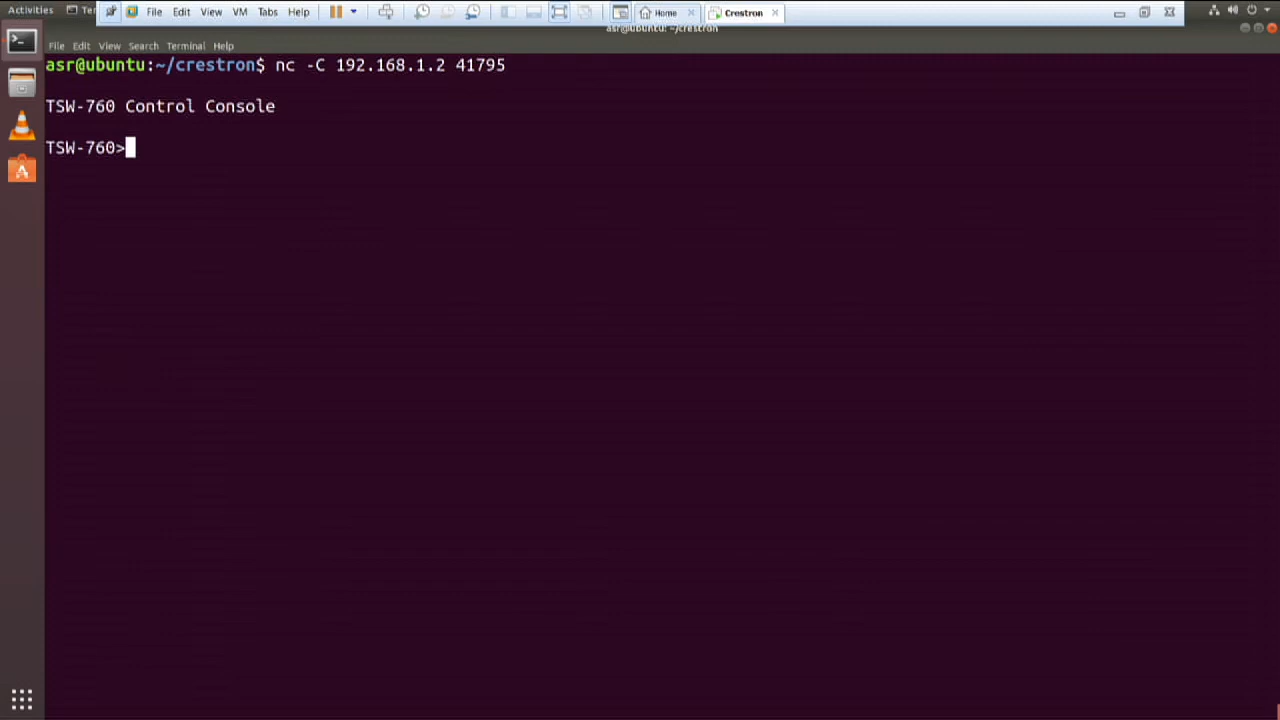 Activities
Ter
File Edit View VM Tabs Help
Home
Crestron
asr@ubuntu: ~/crestron
File Edit View Search Terminal Help
asr@ubuntu:~/crestron$ nc -C 192.168.1.2 41795
TSW-760 Control Console
TSW-760>